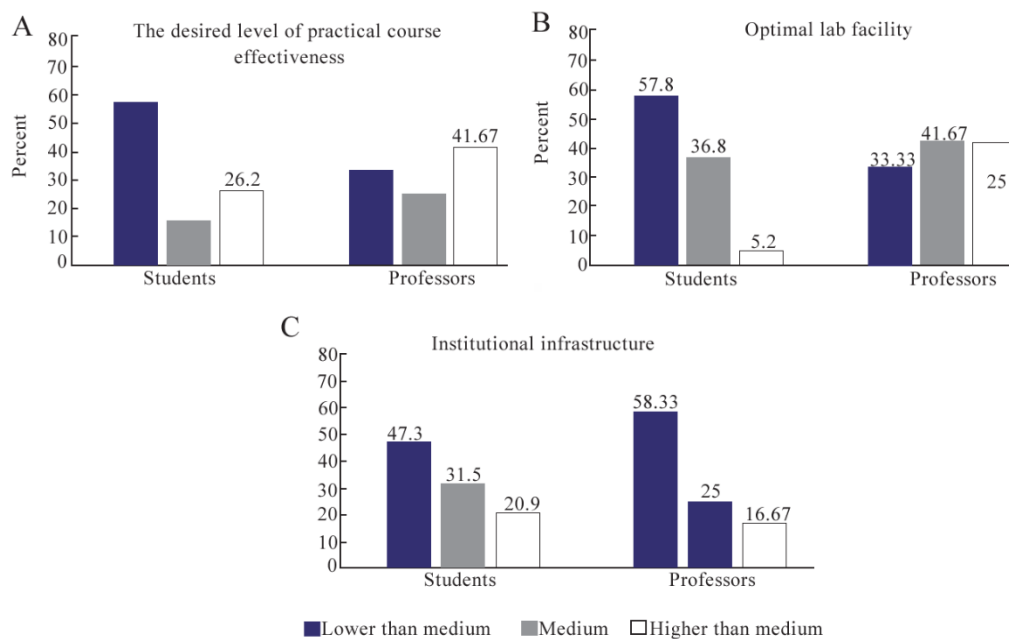 A
The desired level of practical course
effectiveness
Percent
80
70
60
50
40
30
20
10
0
26.2
41.67
Students
Professors
B
Optimal lab facility
Percent
80
70
60
50
40
30
20
10
0
57.8
36.8
5.2
33.33
41.67
25
Students
Professors
C
Institutional infrastructure
80
70
60
50
40
30
20
10
0
47.3
31.5
20.9
58.33
25
16.67
Students
Professors
Lower than medium
Medium
Higher than medium